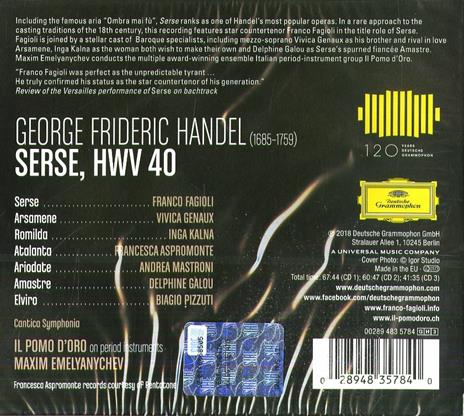 Including the famous aria "Ombra mai fù", Serse ranks as one of Handel's most popular operas. In a rare approach to the
casting traditions of the 18th century, this recording features star countertenor Franco Fagioli in the title role of Serse.
Fagioli is joined by a stellar cast of Baroque specialists, including mezzo-soprano Vivica Genaux as his brother and rival in love
Arsamene, Inga Kalna as the woman both wish to make their own and Delphine Galou as Serse's spurned fiancée Amastre.
Maxim Emelyanychev conducts the multiple award-winning ensemble Italian period-instrument group Il Pomo d'Oro.
"Franco Fagioli was perfect as the unpredictable tyrant ...
He truly confirmed his status as the star countertenor of his generation."
Review of the Versailles performance of Serse on bachtrack
GEORGE FRIDERIC HANDEL (1685-1759)
SERSE, HWV 40
120 YEARS
DEUTSCHE
GRAMMOPHON
Serse FRANCO FAGIOLI
Arsamene VIVICA GENAUX
Romilda INGA KALNA
Atalanta FRANCESCA ASPROMONTE
Ariodate ANDREA MASTRONI
Amastre DELPHINE GALOU
Elviro BIAGIO PIZZUTI
Cantica Symphonia
IL POMO D'ORO on period instruments
MAXIM EMELYANYCHEV
Francesca Aspromonte records courtesy of Pentatone
Deutsche
Grammophon
℗ 2018 Deutsche Grammophon GmbH
Stralauer Allee 1, 10245 Berlin
A UNIVERSAL MUSIC COMPANY
Cover Photo: © Igor Studio
Made in the EU
Total time: 67:44 (CD 1); 60:47 (CD 2); 41:35 (CD 3)
www.deutschegrammophon.com
www.facebook.com/deutschegrammophon
www.franco-fagioli.info
www.il-pomodoro.ch
00289 483 5784 GH3
0 28948 35784 0